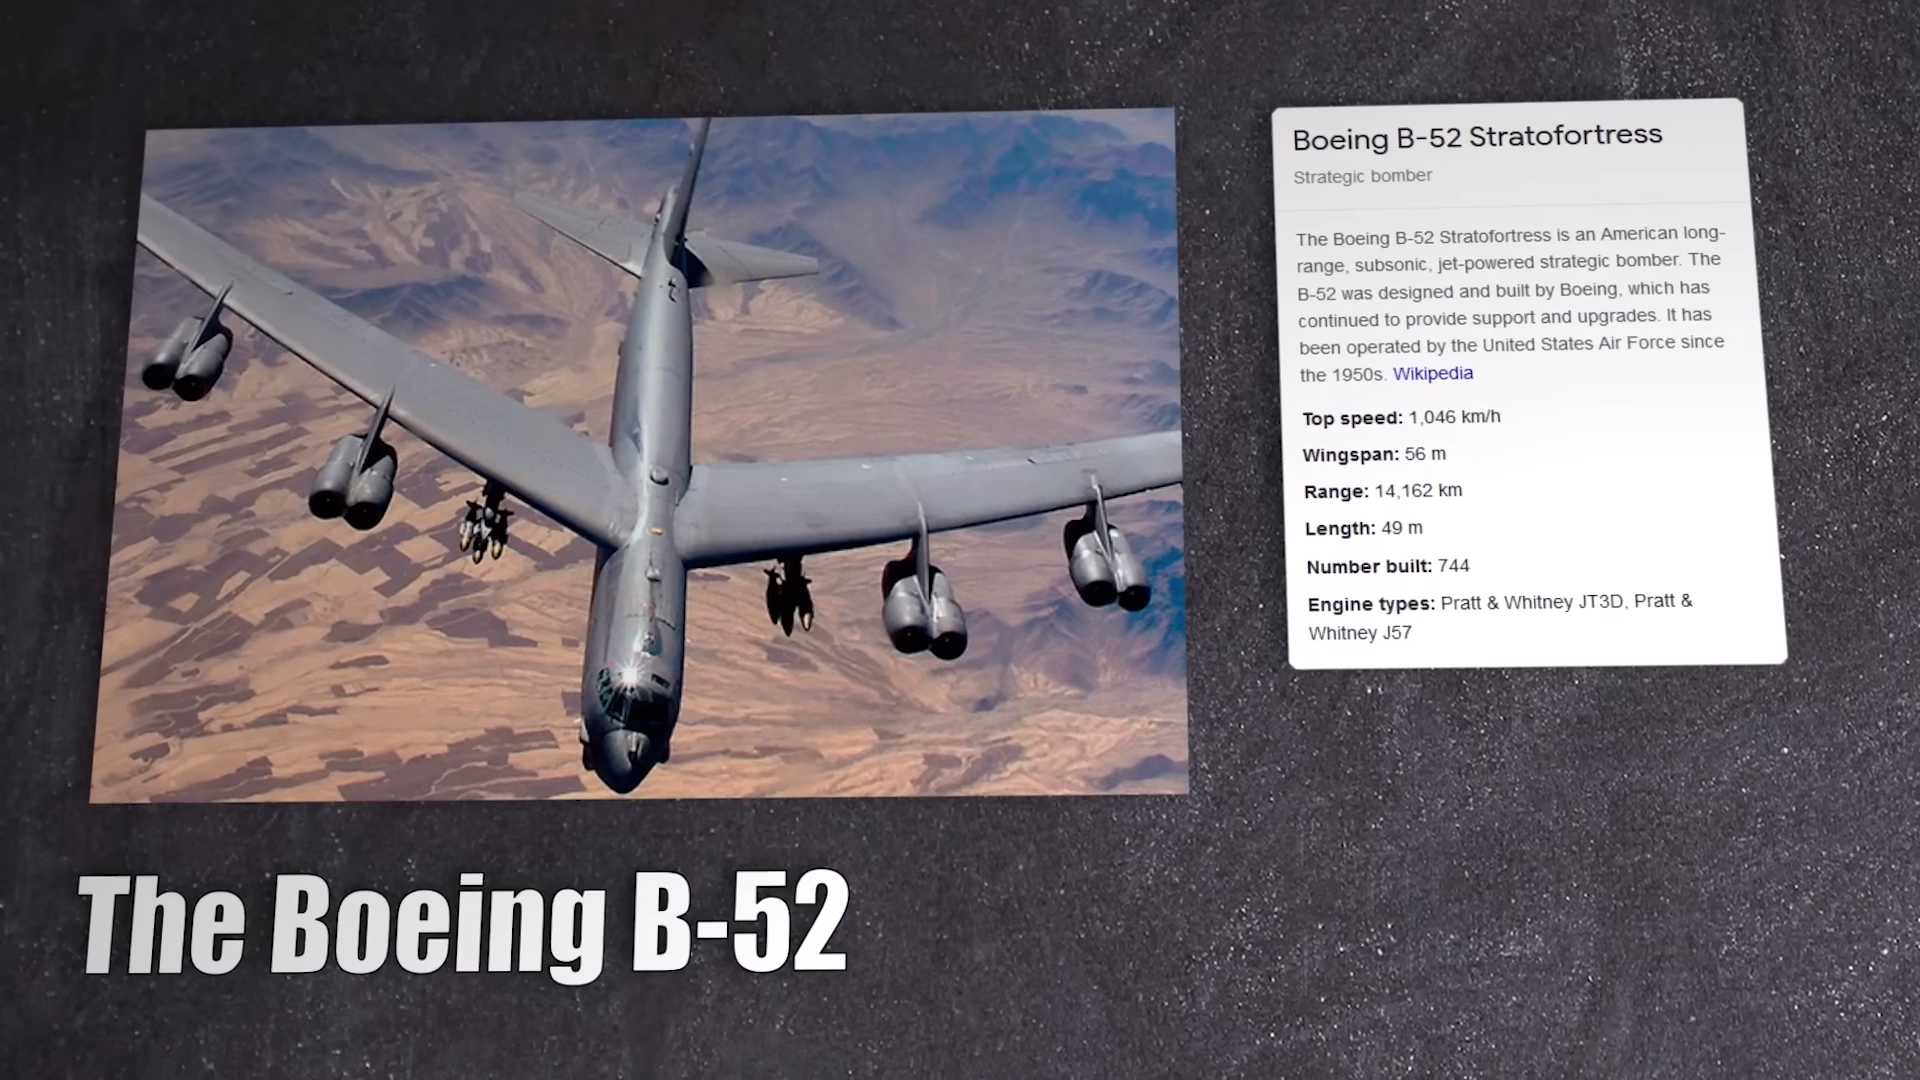 Boeing B-52 Stratofortress
Strategic bomber
The Boeing B-52 Stratofortress is an American long-
range, subsonic, jet-powered strategic bomber. The
B-52 was designed and built by Boeing, which has
continued to provide support and upgrades. It has
been operated by the United States Air Force since
the 1950s. Wikipedia
Top speed: 1,046 km/h
Wingspan: 56 m
Range: 14,162 km
Length: 49 m
Number built: 744
Engine types: Pratt & Whitney JT3D, Pratt &
Whitney J57
The Boeing B-52